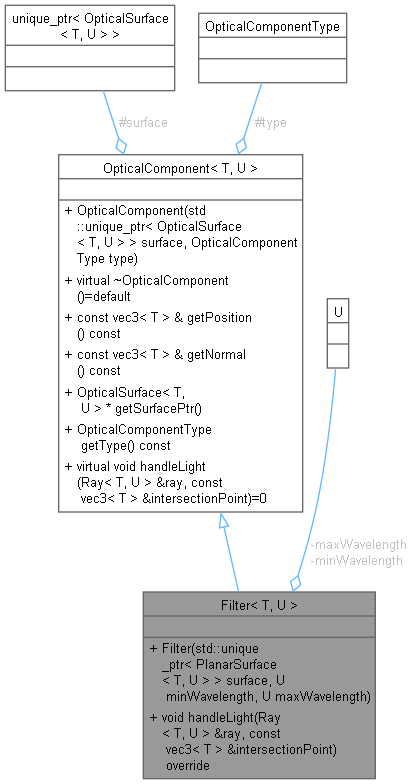 unique_ptr< OpticalSurface
< T, U > >
OpticalComponentType
#surface
#type
OpticalComponent< T, U >
+ OpticalComponent(std
::unique_ptr< OpticalSurface
< T, U > > surface, OpticalComponent
Type type)
+ virtual ~OpticalComponent
()=default
+ const vec3< T > & getPosition
() const
+ const vec3< T > & getNormal
() const
+ OpticalSurface< T,
U > * getSurfacePtr()
+ OpticalComponentType
getType() const
+ virtual void handleLight
(Ray< T, U > &ray, const
vec3< T > &intersectionPoint)=0
U
-maxWavelength
-minWavelength
Filter< T, U >
+ Filter(std::unique
_ptr< PlanarSurface
< T, U > > surface, U
minWavelength, U maxWavelength)
+ void handleLight(Ray
< T, U > &ray, const
vec3< T > &intersectionPoint)
override